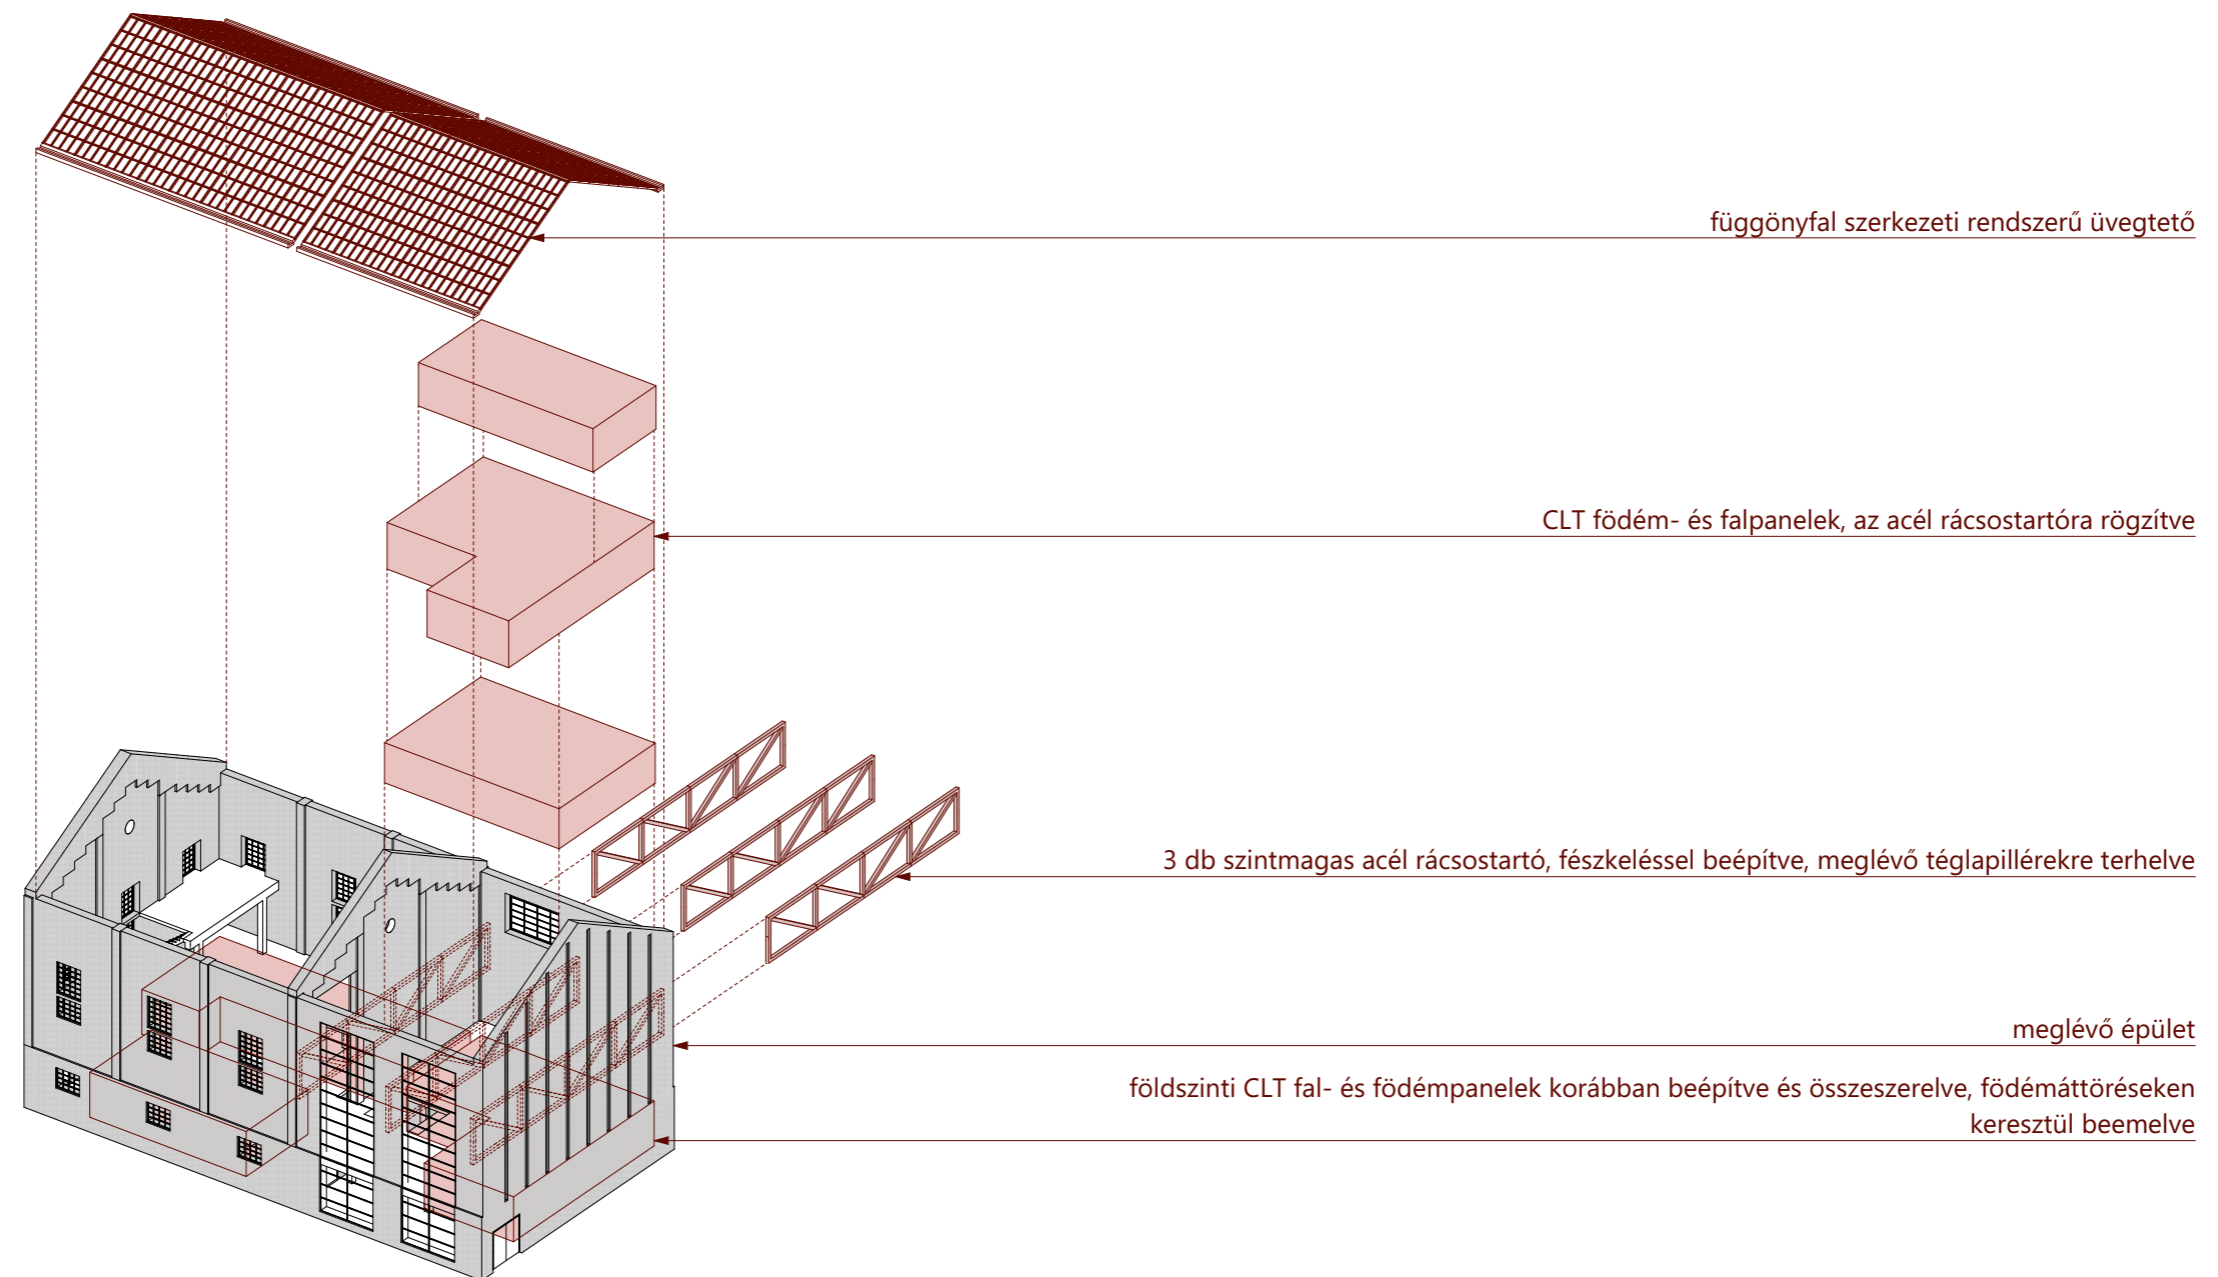 függönyfal szerkezeti rendszerű üvegtető
CLT födém- és falpanelek, az acél rácsostartóra rögzítve
3 db szintmagas acél rácsostartó, fészkeléssel beépítve, meglévő téglapillérekre terhelve
meglévő épület
földszinti CLT fal- és födémpanelek korábban beépítve és összeszerelve, födémáttöréseken
keresztül beemelve